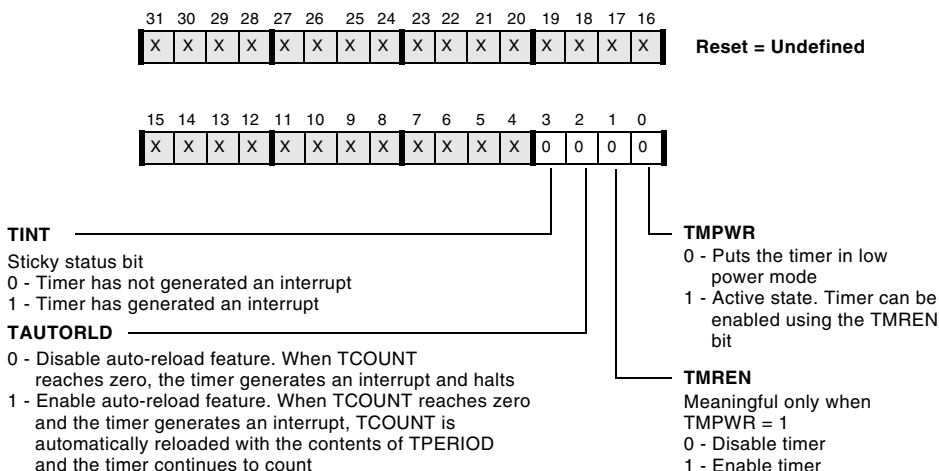 31 30 29 28 27 26 25 24 23 22 21 20 19 18 17 16
X X X X X X X X X X X X X X X X
Reset = Undefined
15 14 13 12 11 10 9 8 7 6 5 4 3 2 1 0
X X X X X X X X X X X X 0 0 0 0
TINT
Sticky status bit
0 - Timer has not generated an interrupt
1 - Timer has generated an interrupt
TAUTORLD
0 - Disable auto-reload feature. When TCOUNT
reaches zero, the timer generates an interrupt and halts
1 - Enable auto-reload feature. When TCOUNT reaches zero
and the timer generates an interrupt, TCOUNT is
automatically reloaded with the contents of TPERIOD
and the timer continues to count
TMPWR
0 - Puts the timer in low
power mode
1 - Active state. Timer can be
enabled using the TMREN
bit
TMREN
Meaningful only when
TMPWR = 1
0 - Disable timer
1 - Enable timer